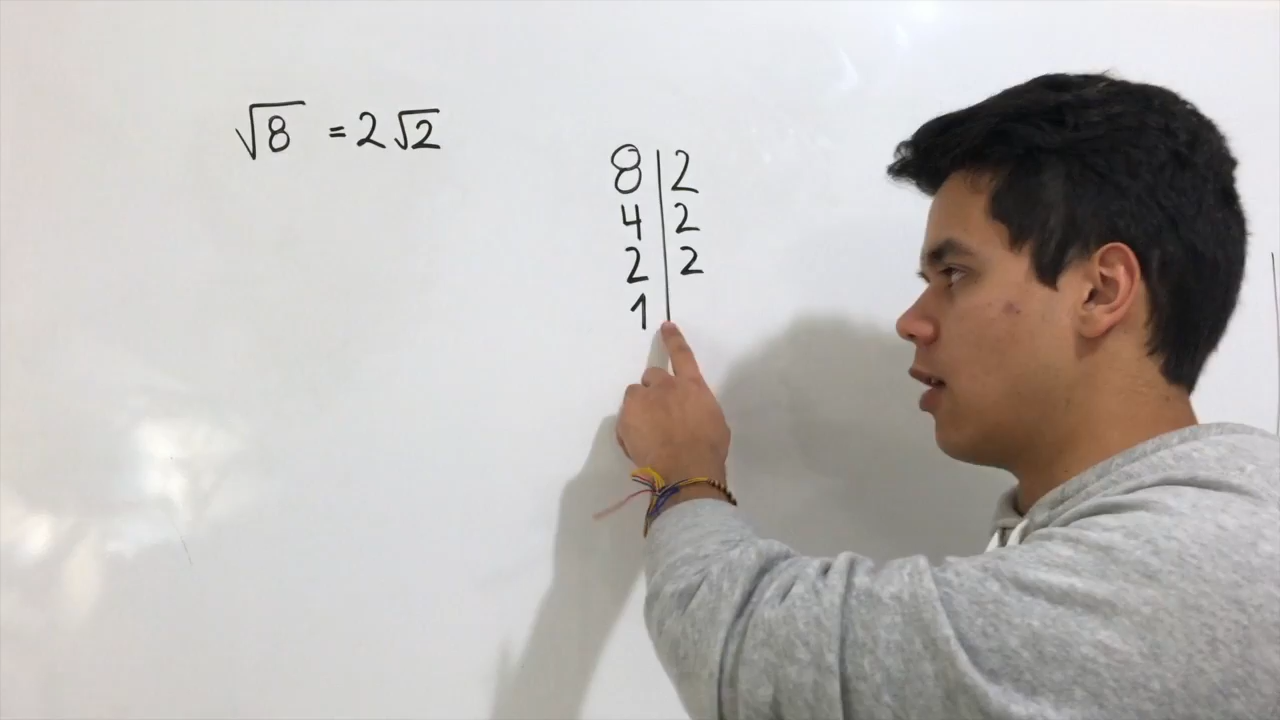 √8 = 2√2
8 | 2
4 | 2
2 | 2
1 |